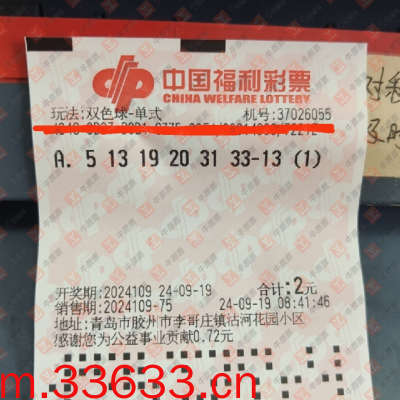 中国福利彩票
CHINA WELFARE LOTTERY
玩法:双色球-单式 机号:37026055
A. 5 13 19 20 31 33-13 (1)
开奖期:2024109 24-09-19 合计:2元
销售期:2024109-75 24-09-19 08:41:46
地址:青岛市胶州市李哥庄镇沽河花园小区
感谢您为公益事业贡献0.72元
m.33633.cn